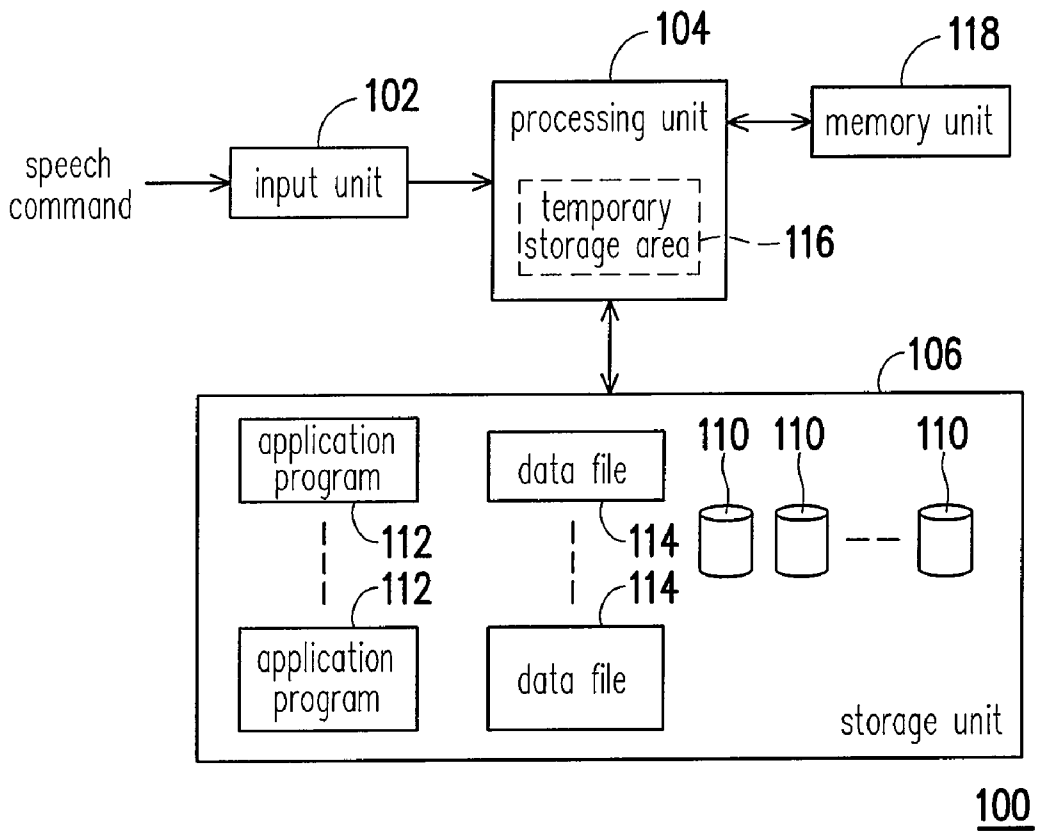 104
118
102
processing unit
memory unit
speech
command
input unit
temporary
storage area
116
106
application
program
112
data file
114
110
110
110
112
application
program
114
data file
storage unit
100